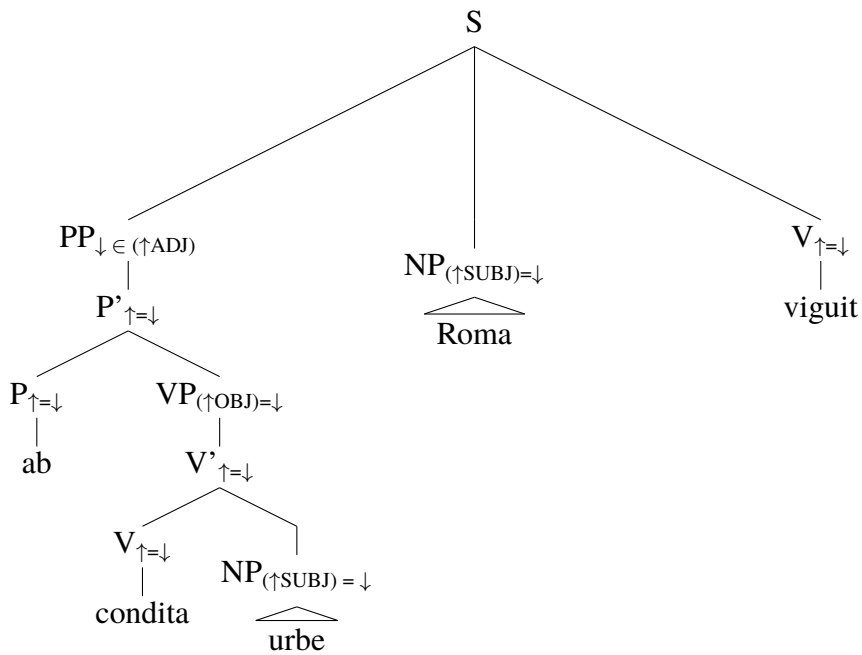 S
PP↓ ∈ (↑ADJ)
NP(↑SUBJ)=↓
V↑=↓
P’↑=↓
Roma
viguit
P↑=↓
VP(↑OBJ)=↓
ab
V’↑=↓
V↑=↓
NP(↑SUBJ) = ↓
condita
urbe